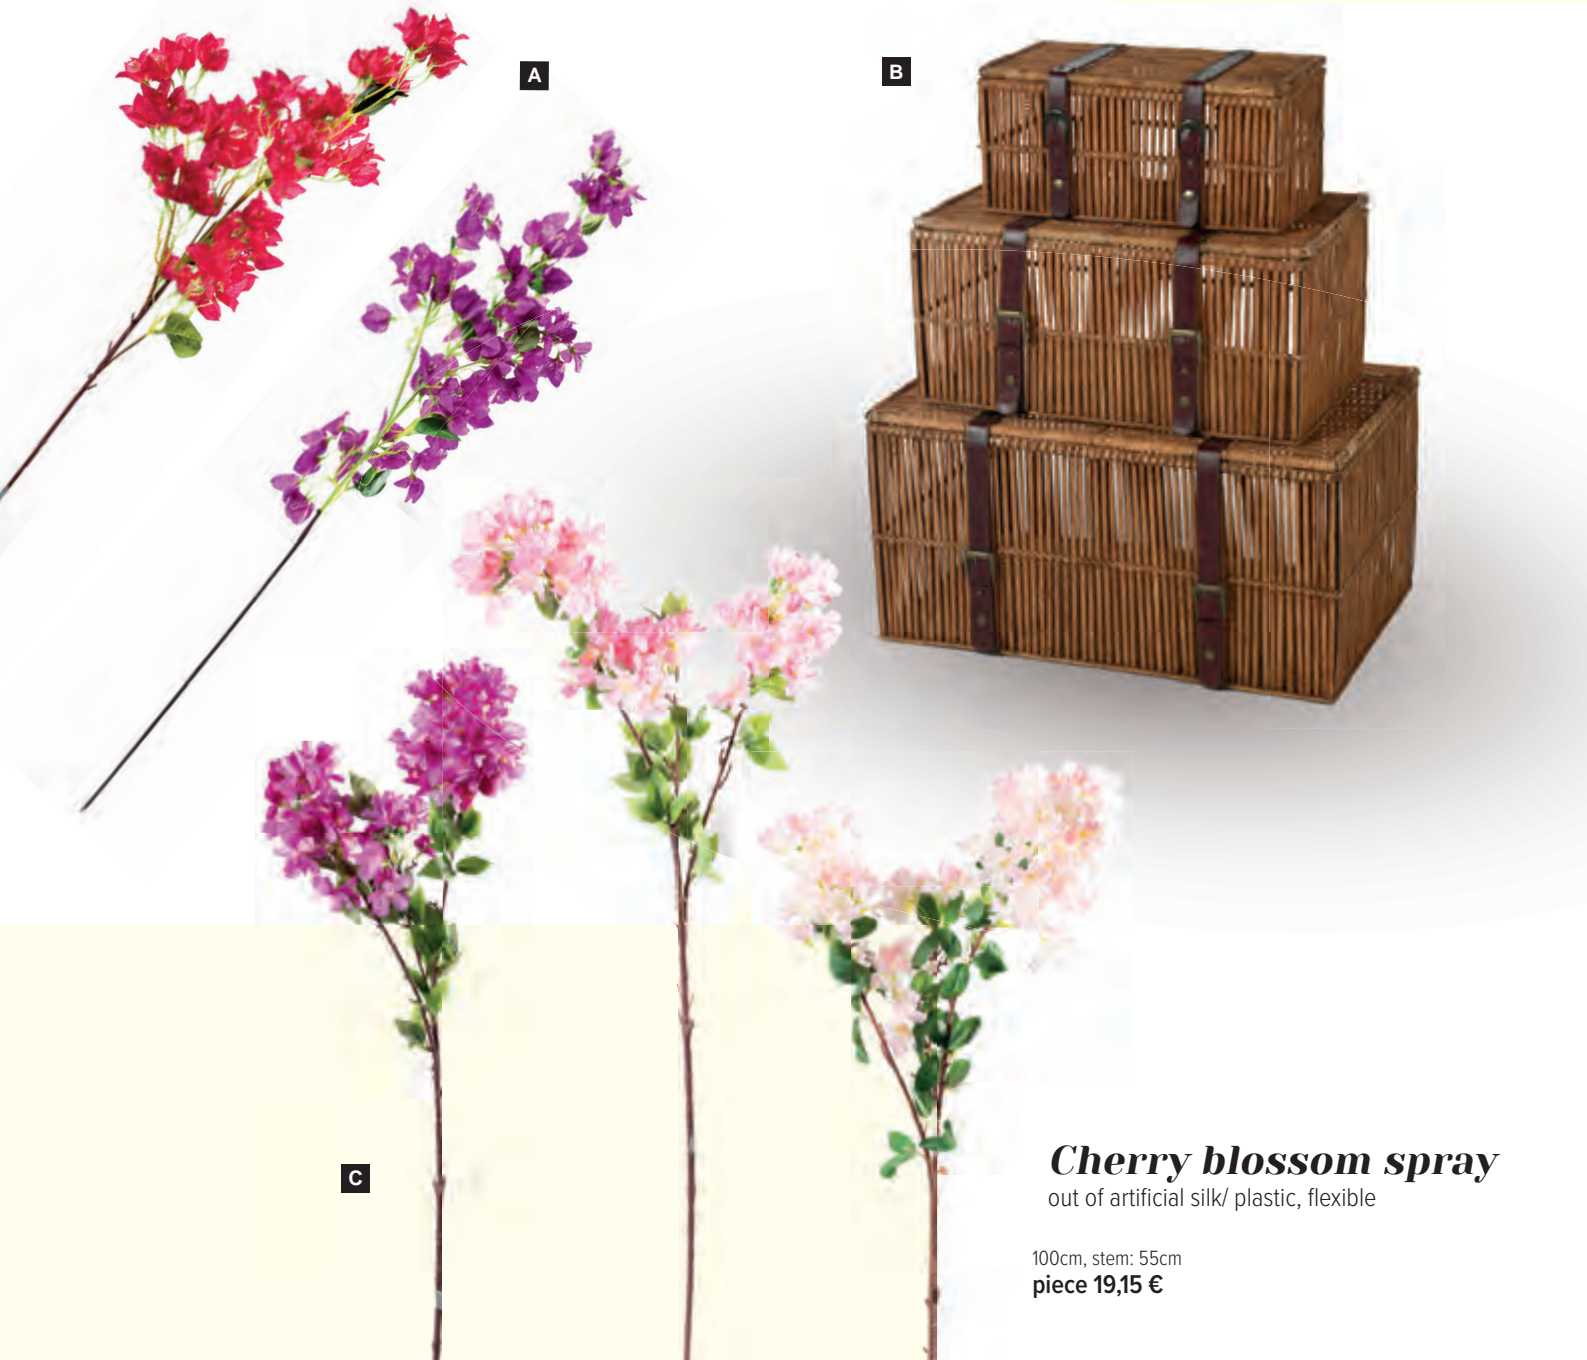 A
B
C
Cherry blossom spray
out of artificial silk/ plastic, flexible
100cm, stem: 55cm
piece 19,15 €